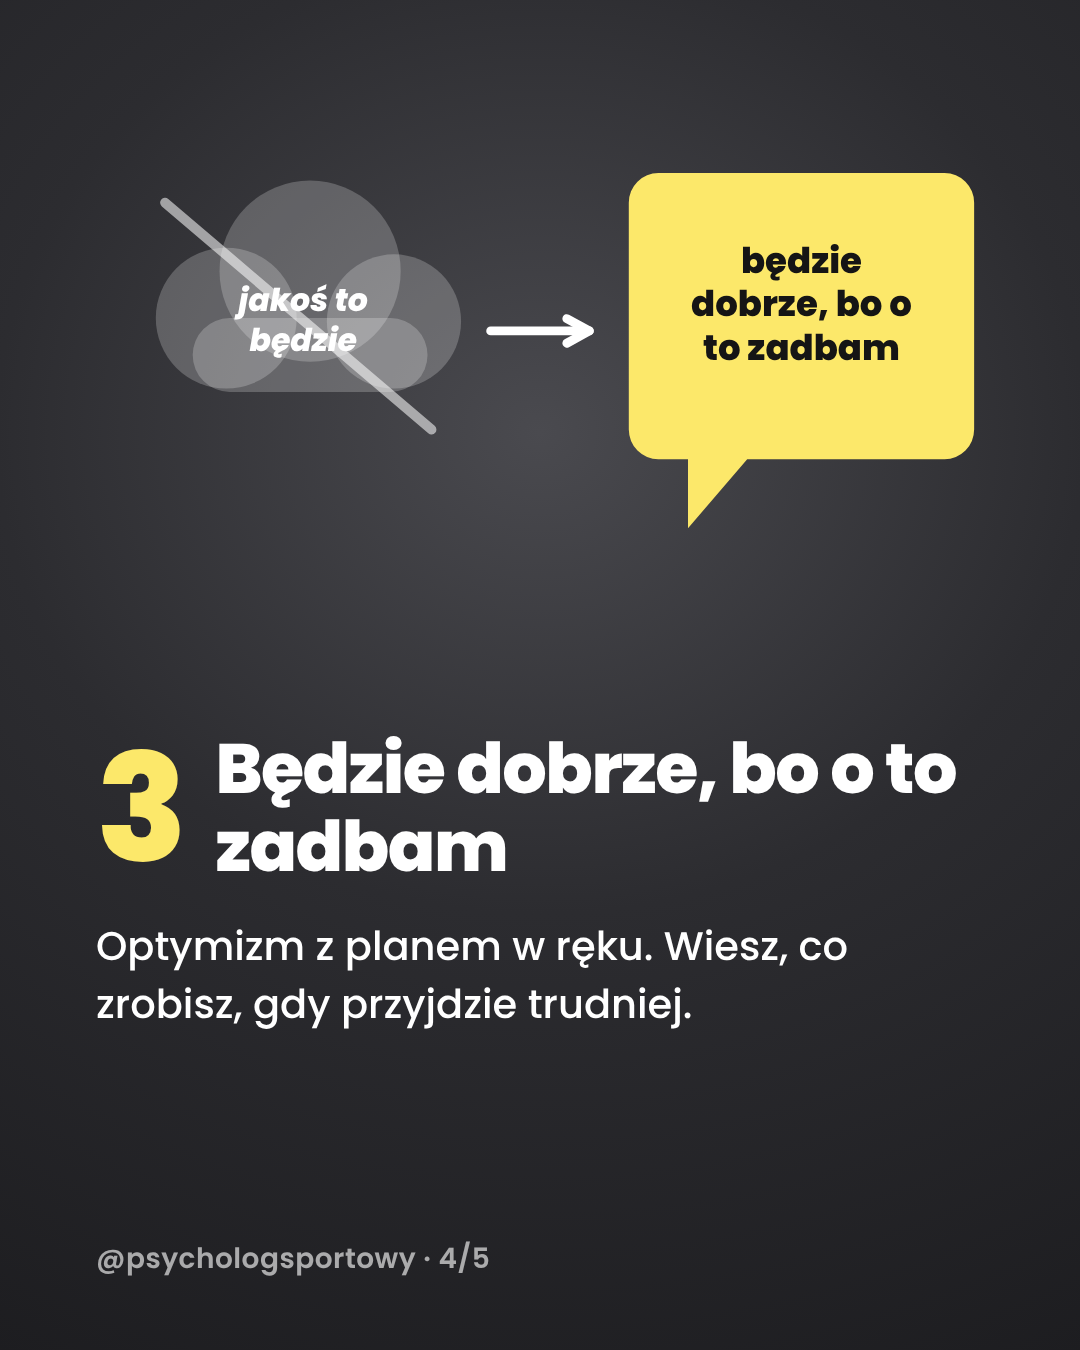 jakoś to
będzie
będzie
dobrze, bo o
to zadbam
3
Będzie dobrze, bo o to
zadbam
Optymizm z planem w ręku. Wiesz, co
zrobisz, gdy przyjdzie trudniej.
@psychologsportowy · 4/5